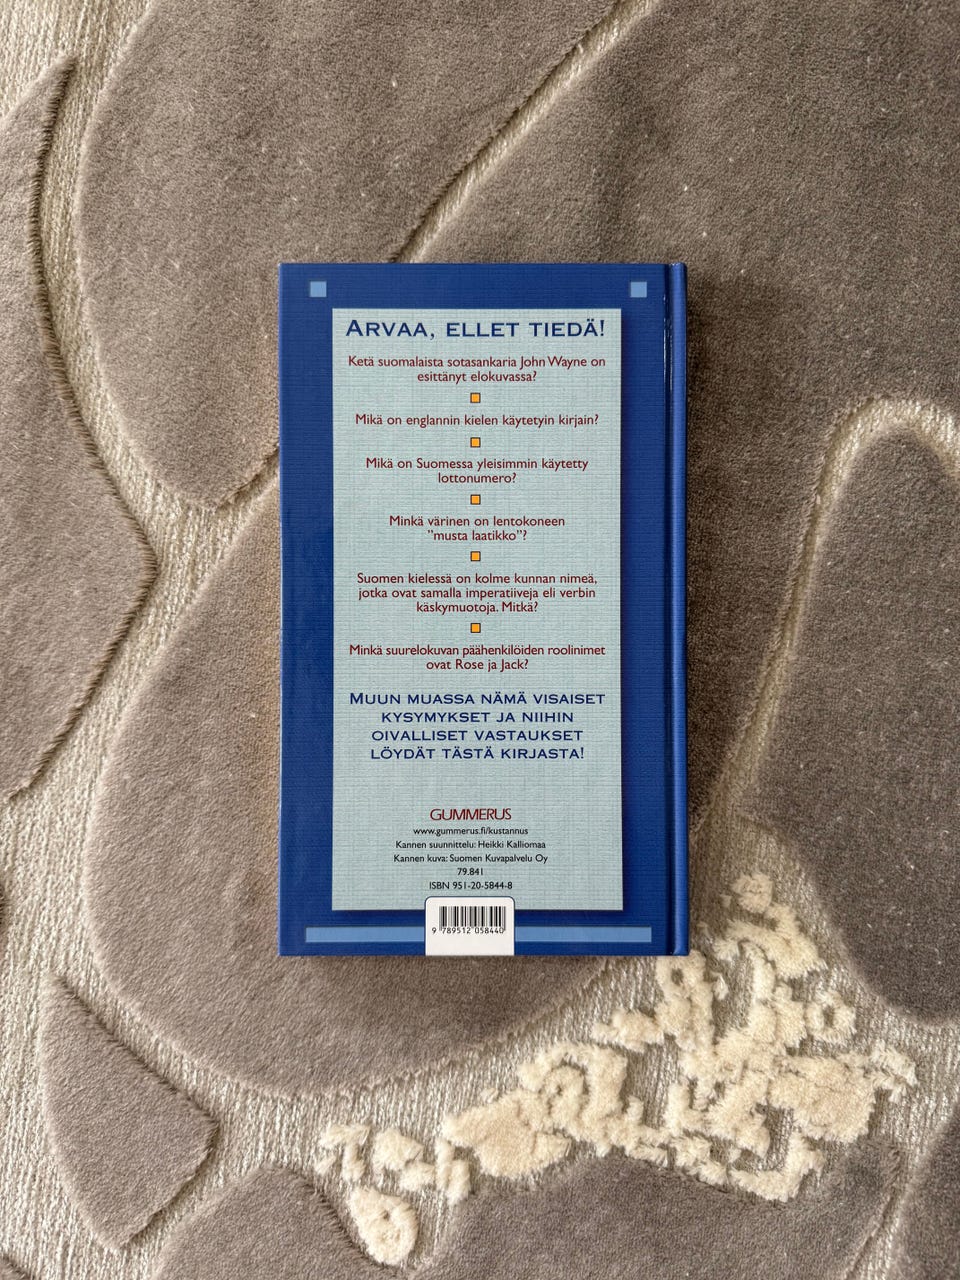 ARVAA, ELLET TIEDÄ!
Ketä suomalaista sotasankaria John Wayne on
esittänyt elokuvassa?
Mikä on englannin kielen käytetyin kirjain?
Mikä on Suomessa yleisimmin käytetty
lottonumero?
Minkä värinen on lentokoneen
"musta laatikko"?
Suomen kielessä on kolme kunnan nimeä,
jotka ovat samalla imperatiiveja eli verbin
käskymuotoja. Mitkä?
Minkä suurelokuvan päähenkilöiden roolinimet
ovat Rose ja Jack?
MUUN MUASSA NÄMÄ VISAISET
KYSYMYKSET JA NIIHIN
OIVALLISET VASTAUKSET
LÖYDÄT TÄSTÄ KIRJASTA!
GUMMERUS
www.gummerus.fi/kustannus
Kannen suunnittelu: Heikki Kalliomaa
Kannen kuva: Suomen Kuvapalvelu Oy
79.841
ISBN 951-20-5844-8
9 789512 058440